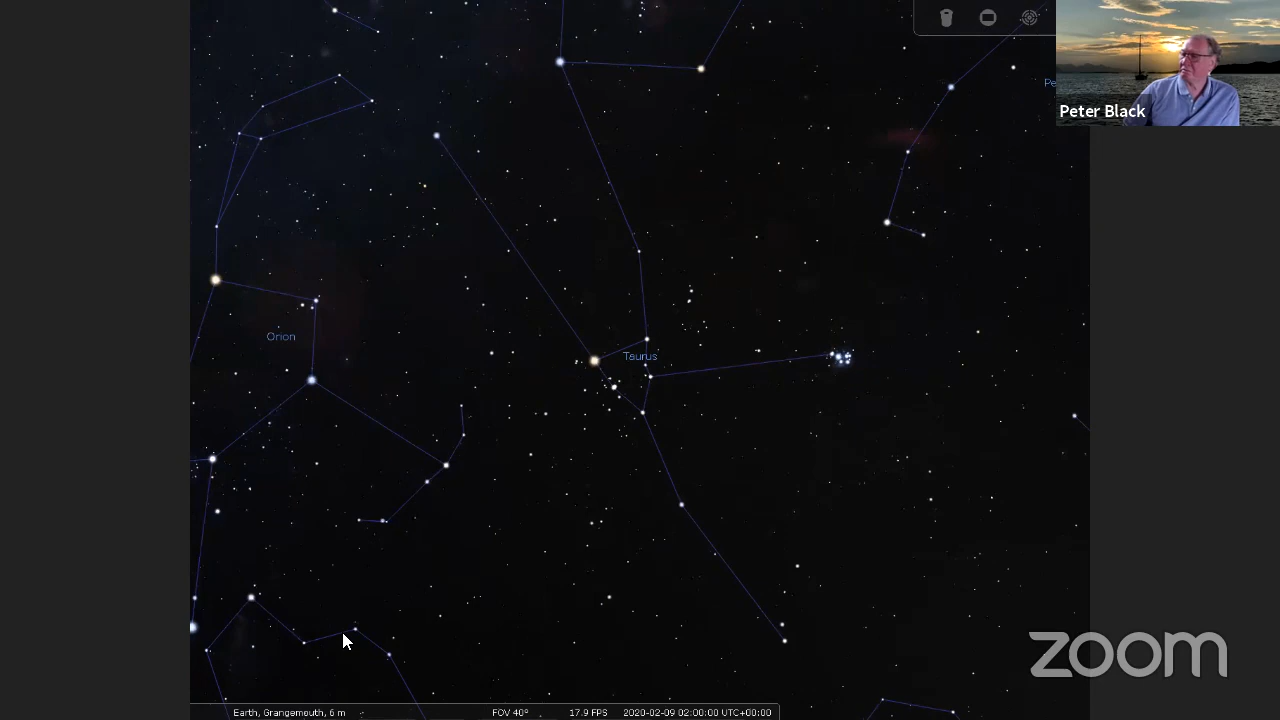 Pe
Peter Black
Orion
Taurus
Earth, Grangemouth, 6 m FOV 40° 17.9 FPS 2020-02-09 02:00:00 UTC+00:00
zoom